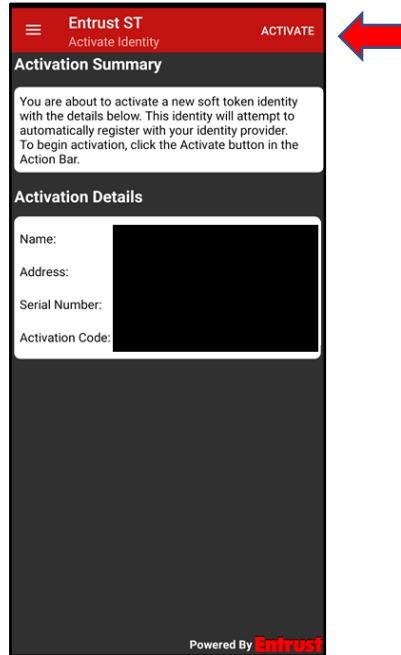 Entrust ST
Activate Identity
ACTIVATE
Activation Summary
You are about to activate a new soft token identity
with the details below. This identity will attempt to
automatically register with your identity provider.
To begin activation, click the Activate button in the
Action Bar.
Activation Details
Name:
Address:
Serial Number:
Activation Code:
Powered By Entrust